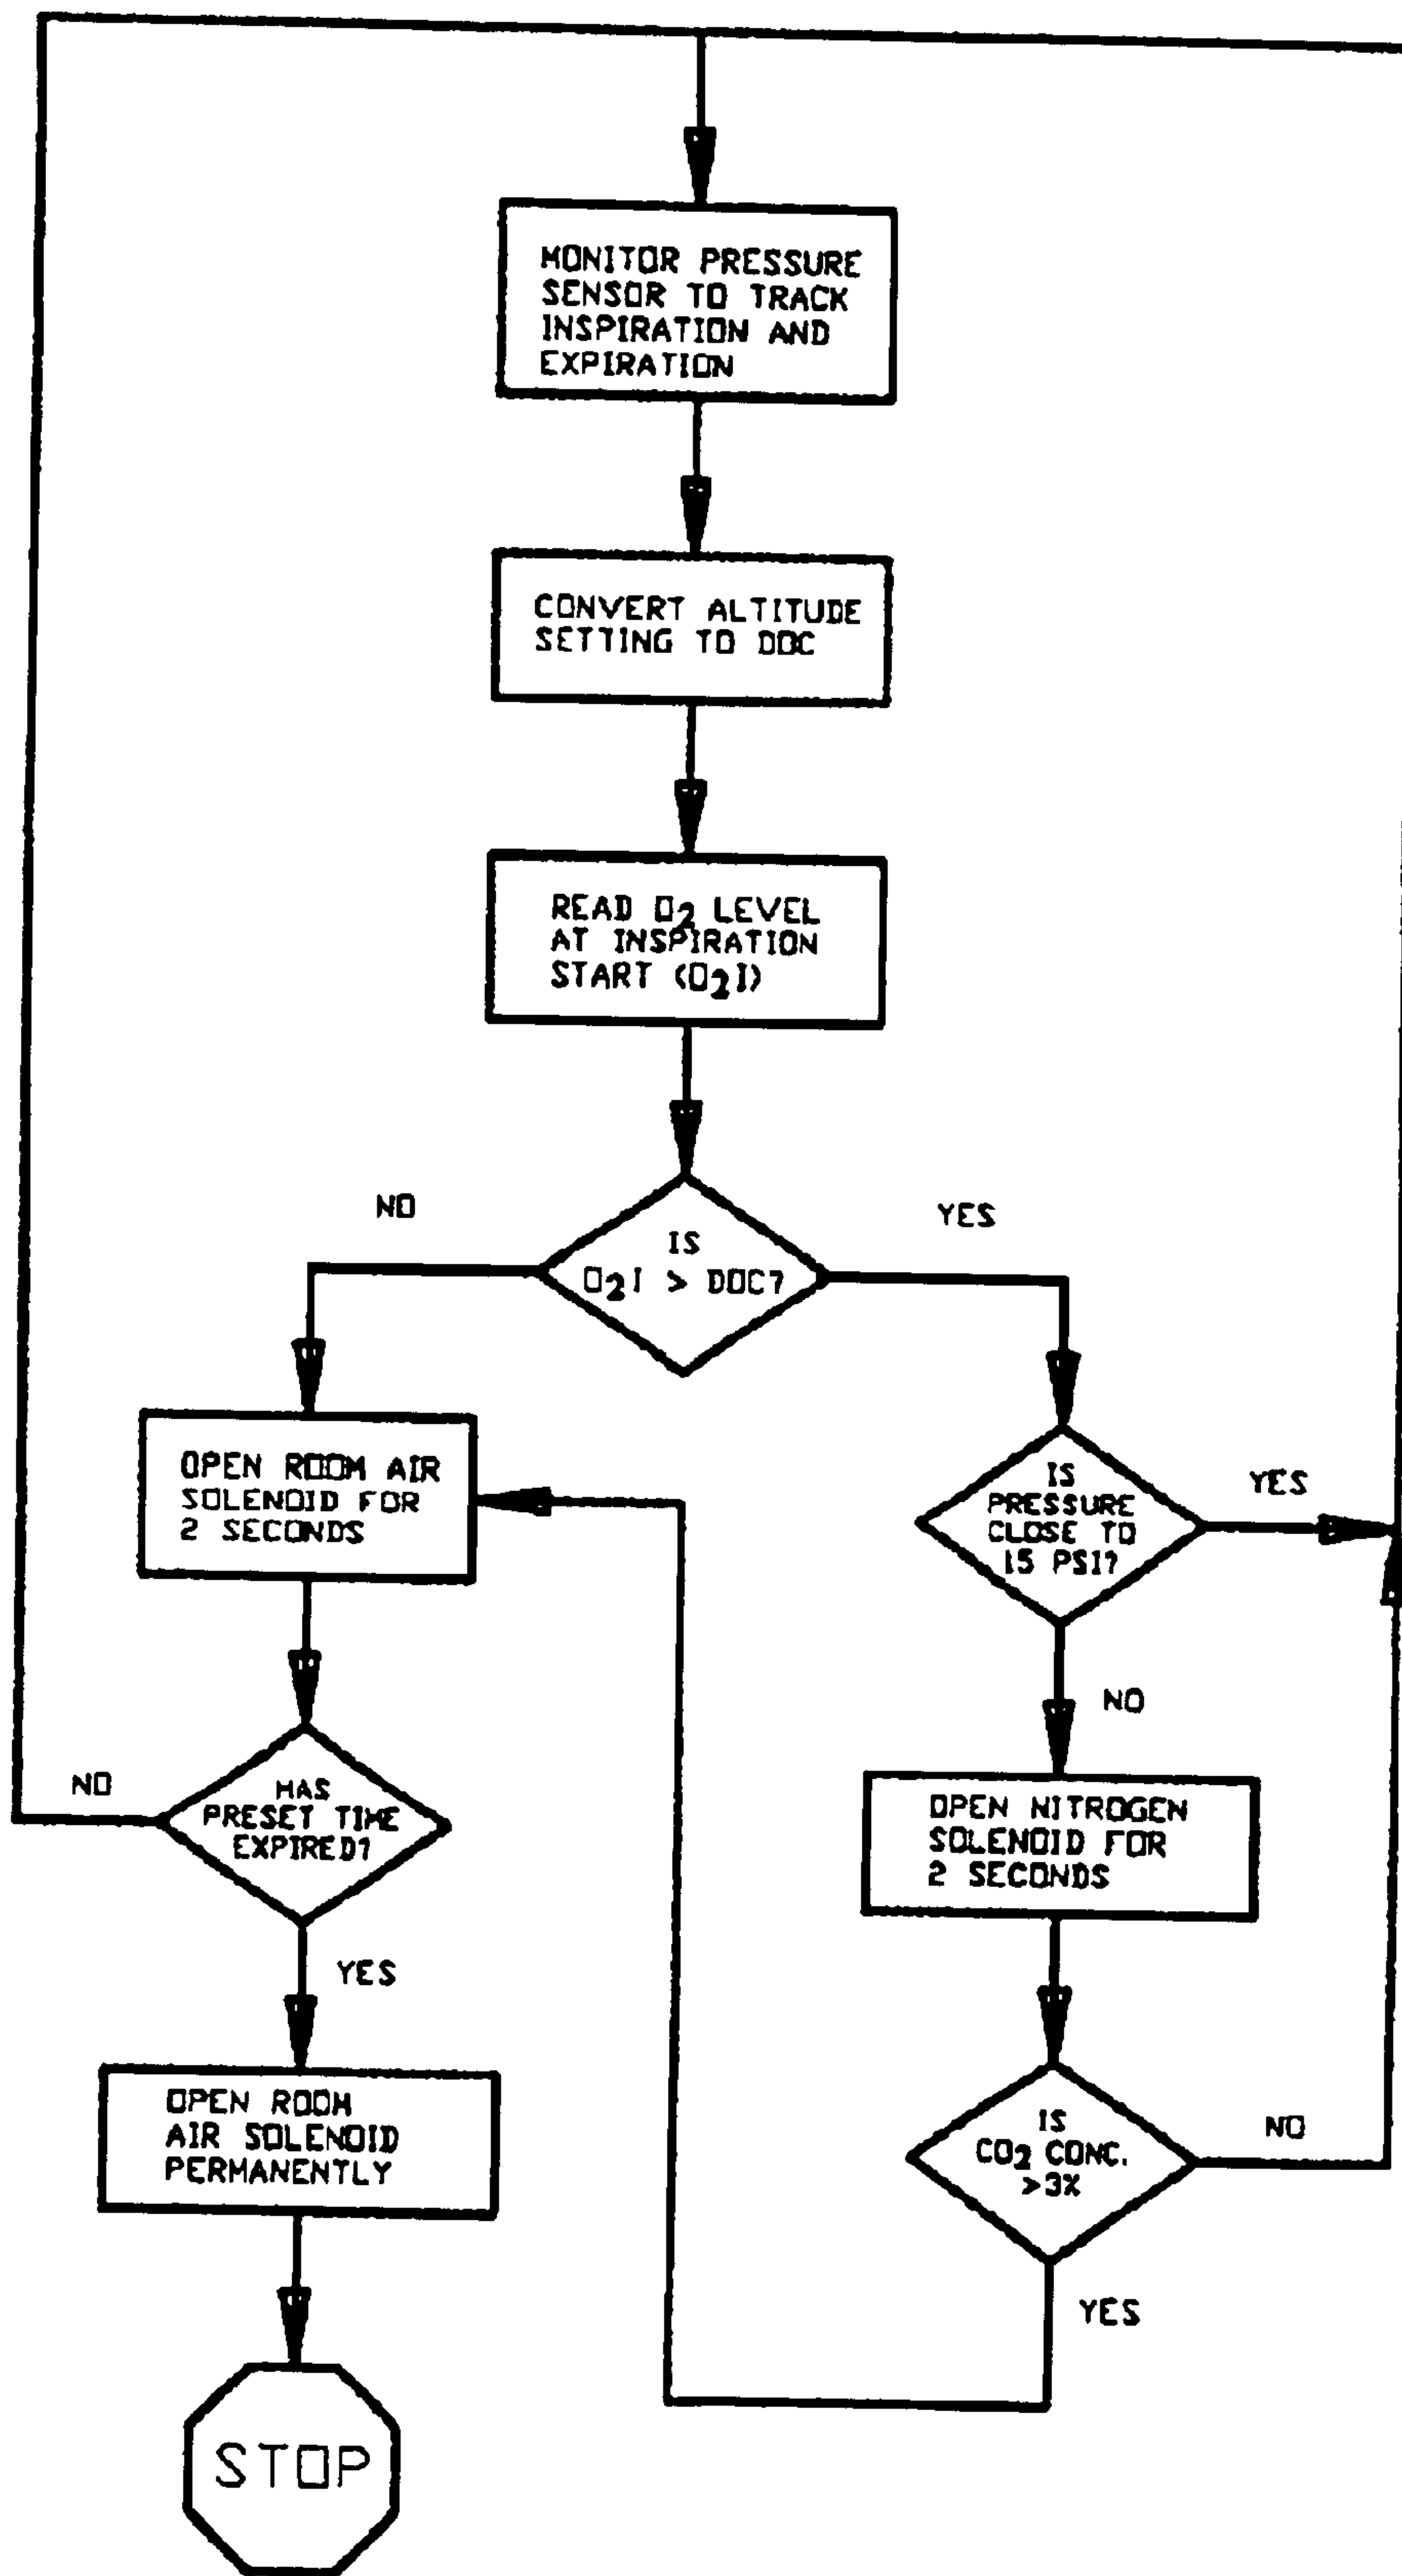 MONITOR PRESSURE
SENSOR TO TRACK
INSPIRATION AND
EXPIRATION
CONVERT ALTITUDE
SETTING TO DOC
READ O2 LEVEL
AT INSPIRATION
START (O2I)
NO
YES
IS
O2I > DOC?
OPEN ROOM AIR
SOLENOID FOR
2 SECONDS
IS
PRESSURE
CLOSE TO
15 PSI?
YES
NO
NO
HAS
PRESET TIME
EXPIRED?
OPEN NITROGEN
SOLENOID FOR
2 SECONDS
YES
OPEN ROOM
AIR SOLENOID
PERMANENTLY
IS
CO2 CONC.
>3%
NO
YES
STOP